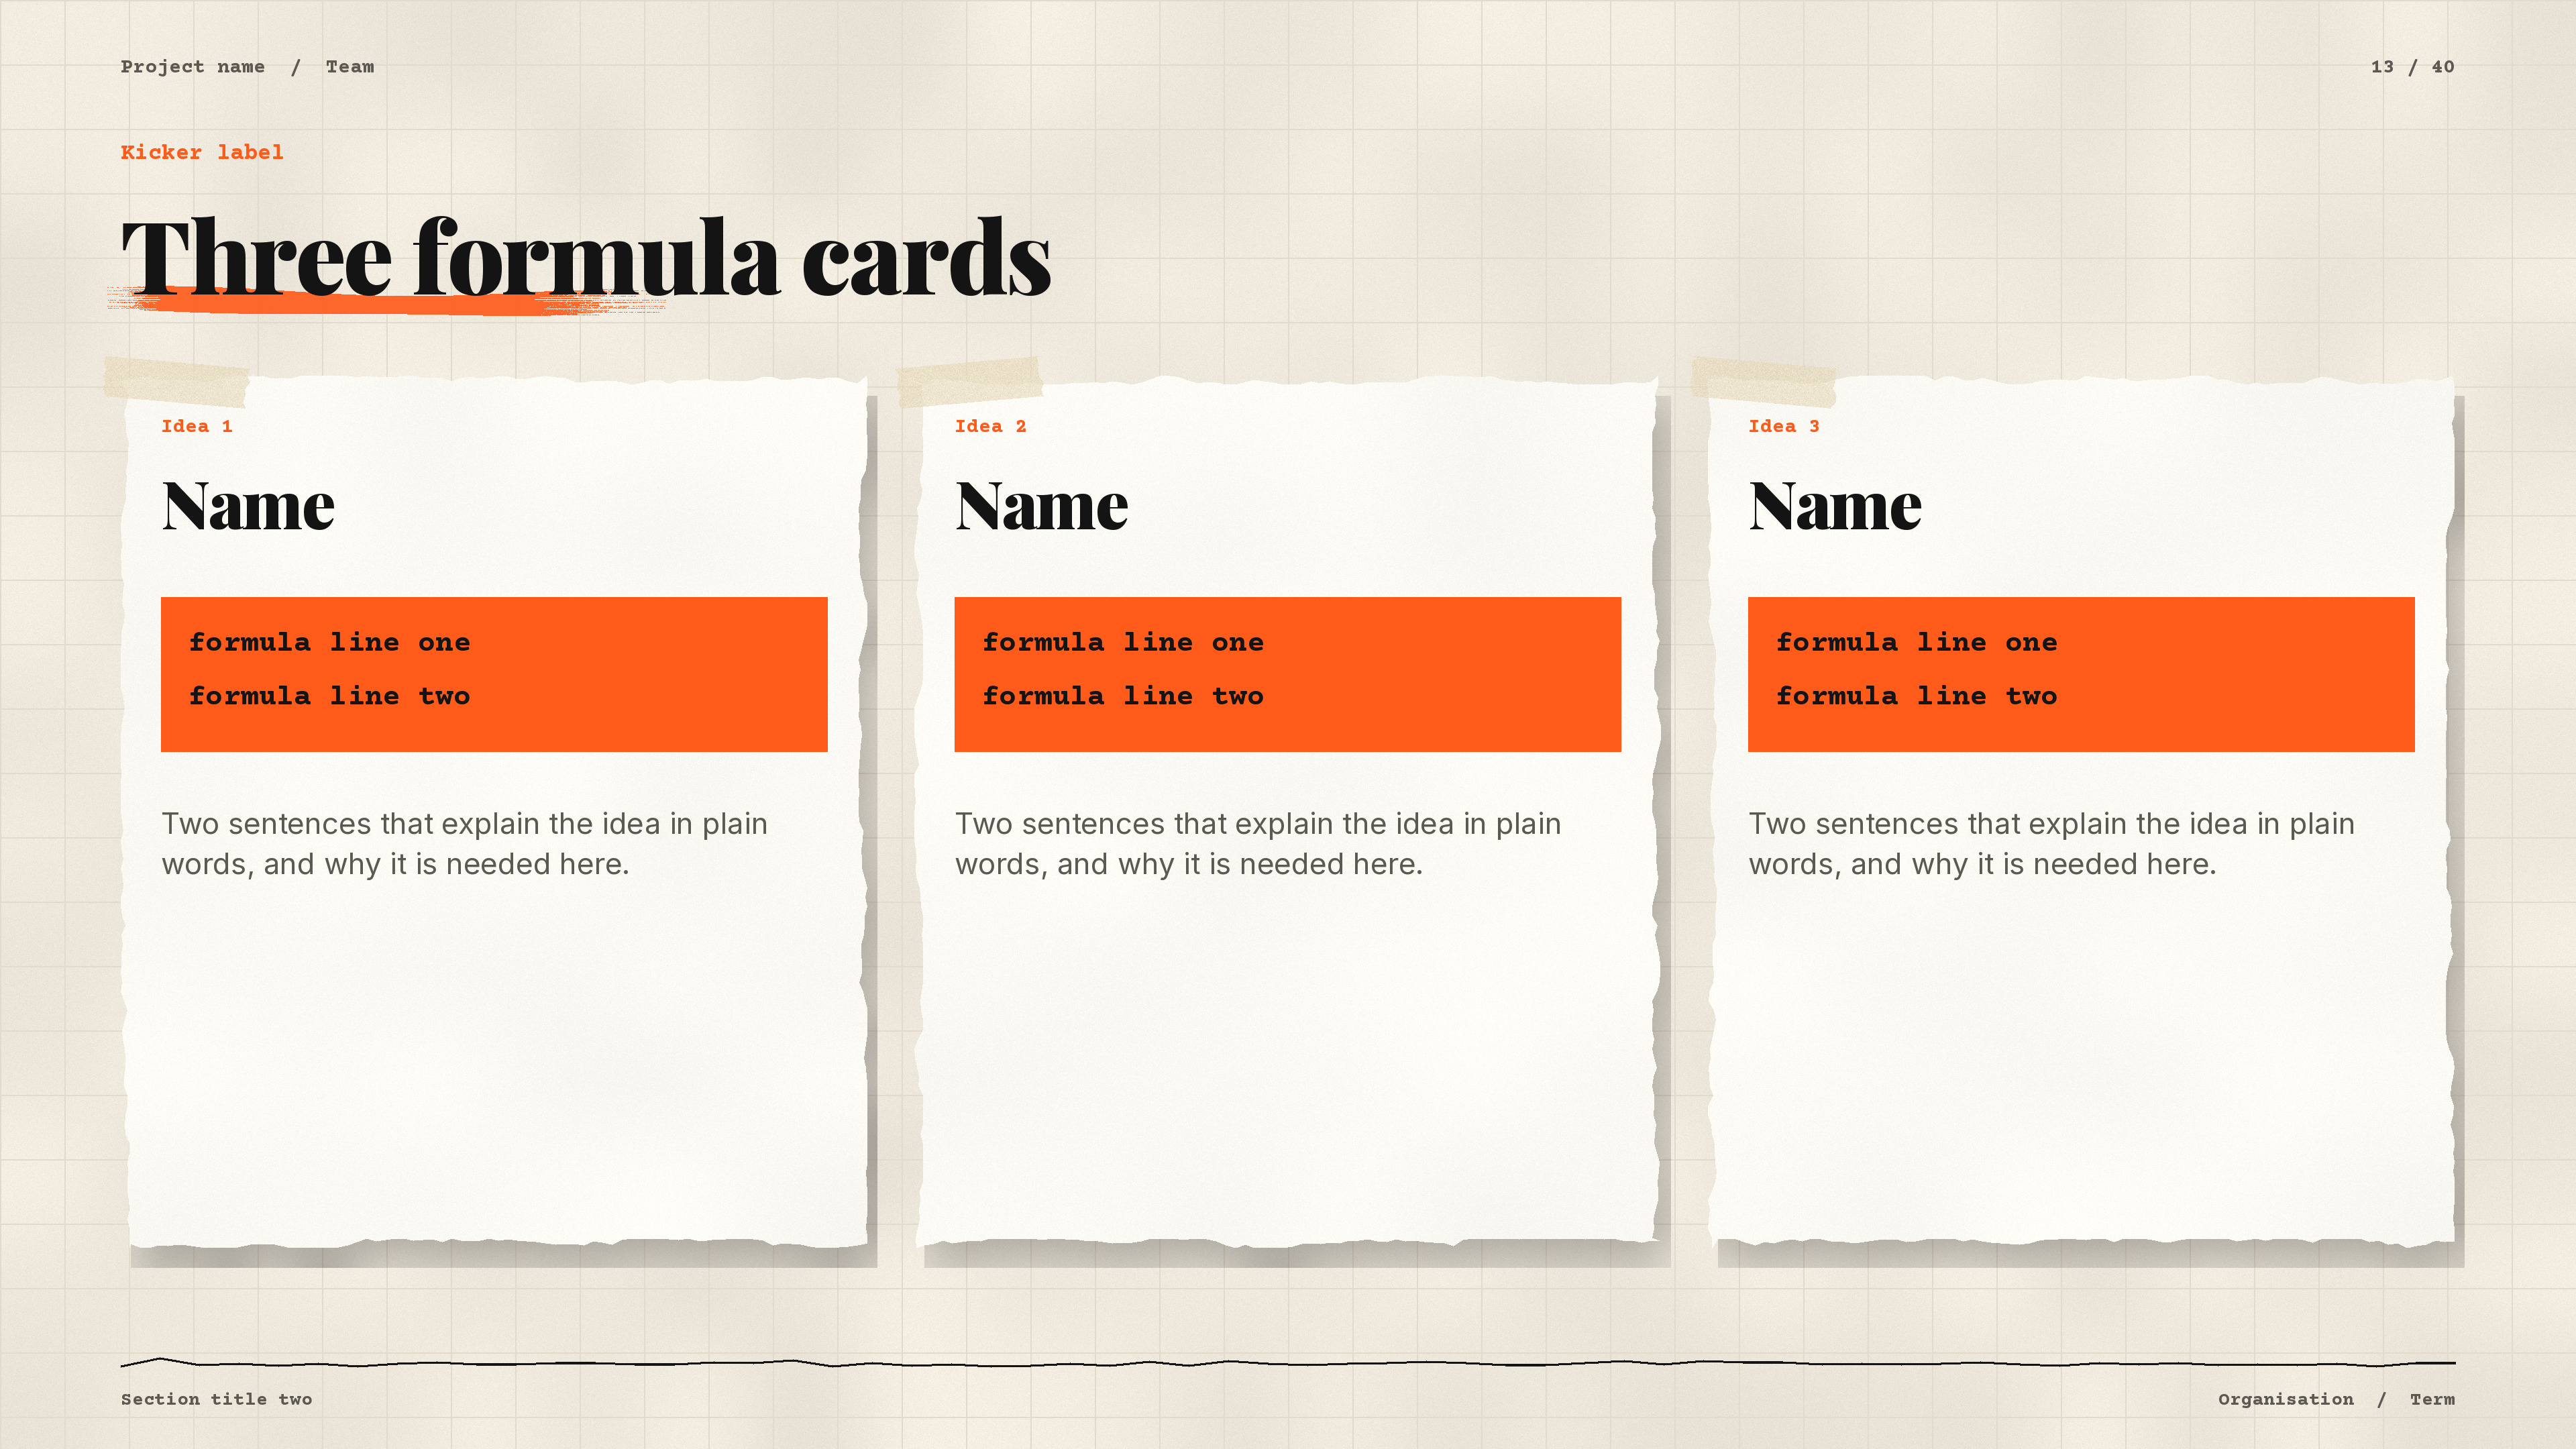 Project name / Team
13 / 40
Kicker label
Three formula cards
Idea 1
Name
formula line one
formula line two
Two sentences that explain the idea in plain
words, and why it is needed here.
Idea 2
Name
formula line one
formula line two
Two sentences that explain the idea in plain
words, and why it is needed here.
Idea 3
Name
formula line one
formula line two
Two sentences that explain the idea in plain
words, and why it is needed here.
Section title two
Organisation / Term